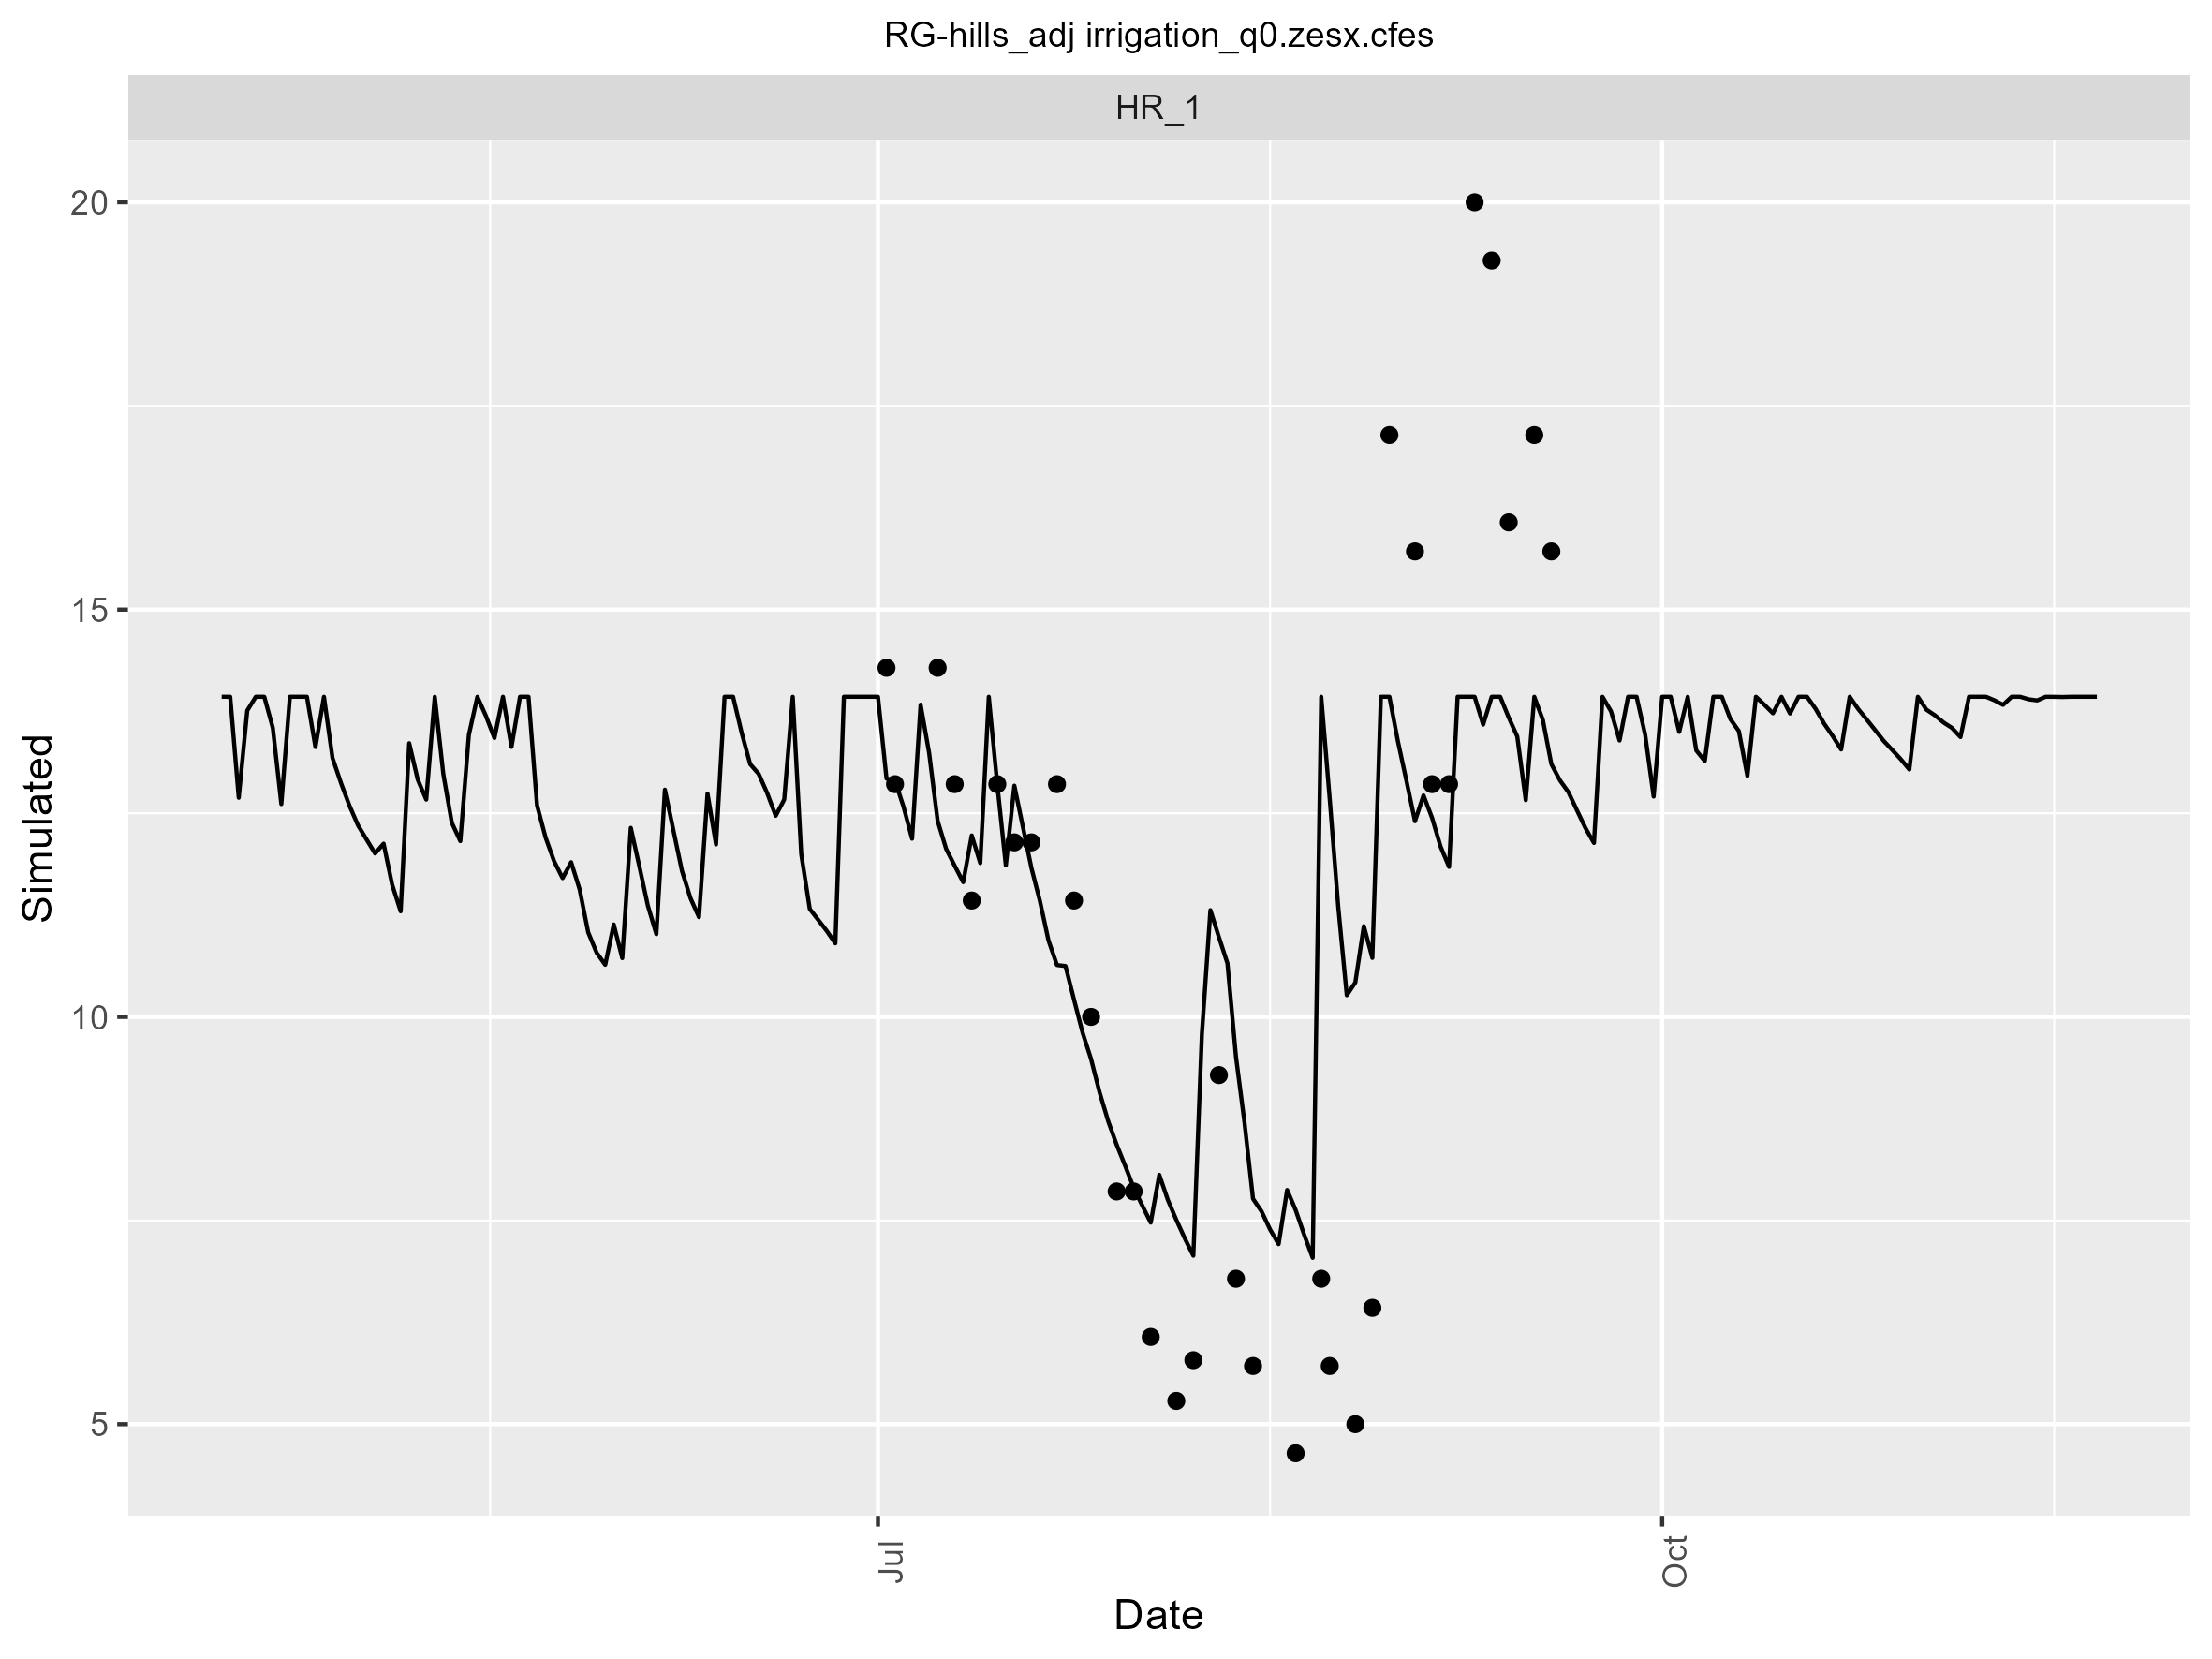 RG-hills_adj irrigation_q0.zesx.cfes
HR_1
20
15
10
5
Simulated
Jul
Oct
Date